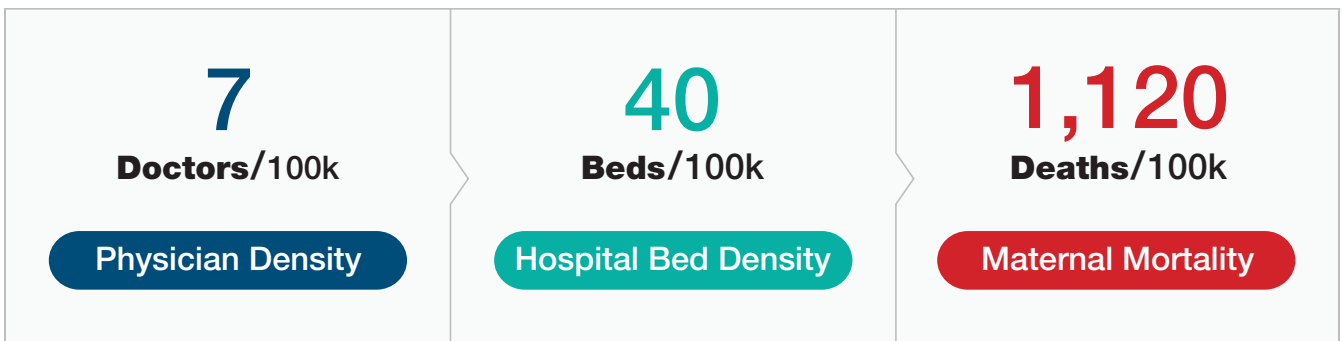 7
Doctors/100k
Physician Density
40
Beds/100k
Hospital Bed Density
1,120
Deaths/100k
Maternal Mortality